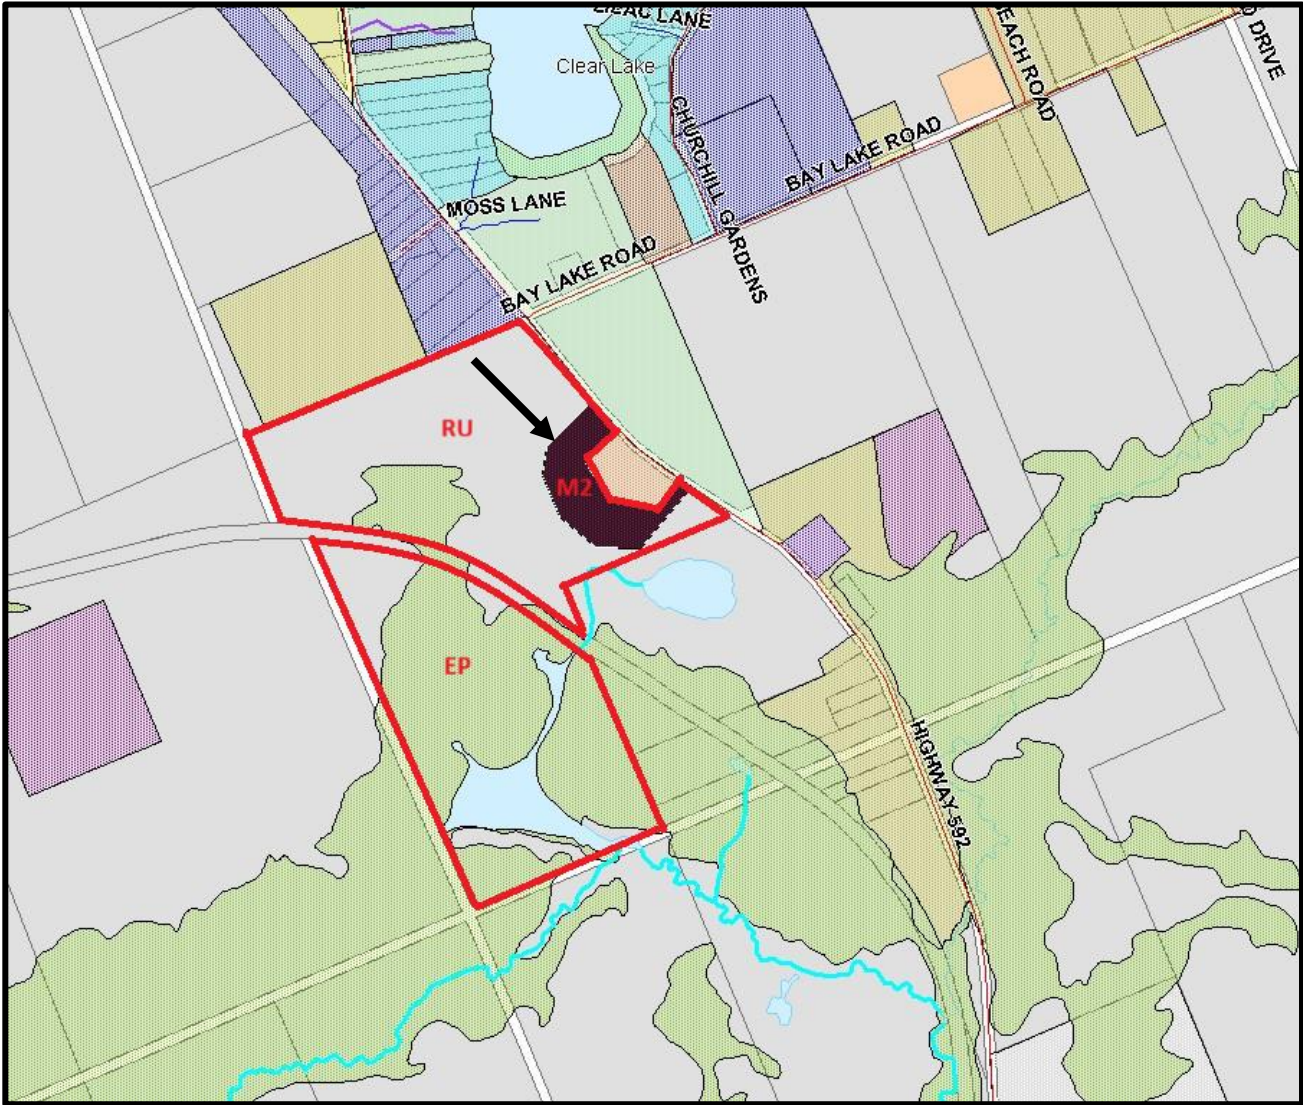 LILAC LANE
BEACH ROAD
DRIVE
Clear Lake
CHURCHILL GARDENS
BAY LAKE ROAD
MOSS LANE
BAY LAKE ROAD
RU
M2
EP
HIGHWAY 592